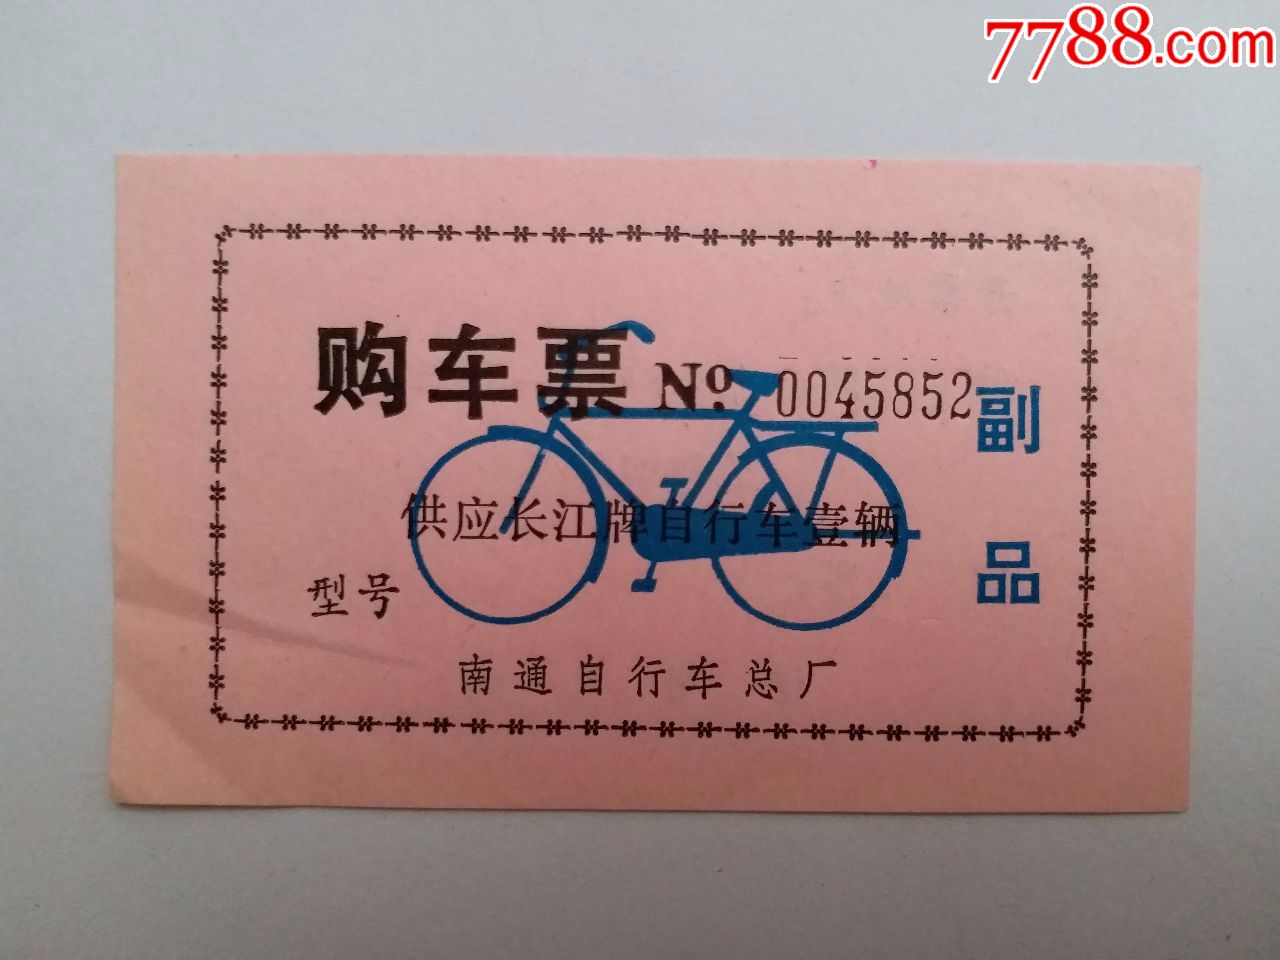 7788.com
购车票 No. 0045852
副品
供应长江牌自行车壹辆
型号
南通自行车总厂